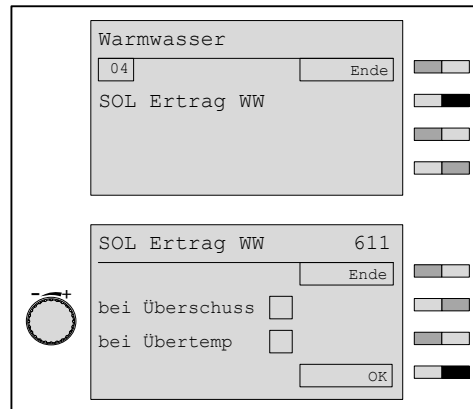 Warmwasser
04 Ende
SOL Ertrag WW
SOL Ertrag WW 611
Ende
- +
bei Überschuss
bei Übertemp
OK